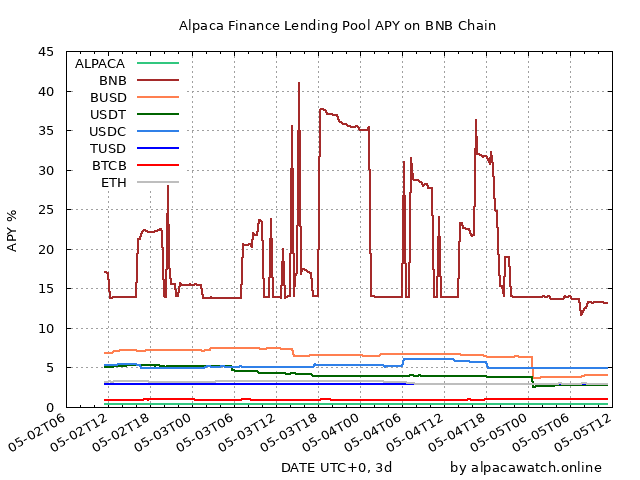 Alpaca Finance Lending Pool APY on BNB Chain
45
40
35
30
25
20
15
10
5
0
APY %
ALPACA
BNB
BUSD
USDT
USDC
TUSD
BTCB
ETH
05-02T06
05-02T12
05-02T18
05-03T00
05-03T06
05-03T12
05-03T18
05-04T00
05-04T06
05-04T12
05-04T18
05-05T00
05-05T06
05-05T12
DATE UTC+0, 3d
by alpacawatch.online